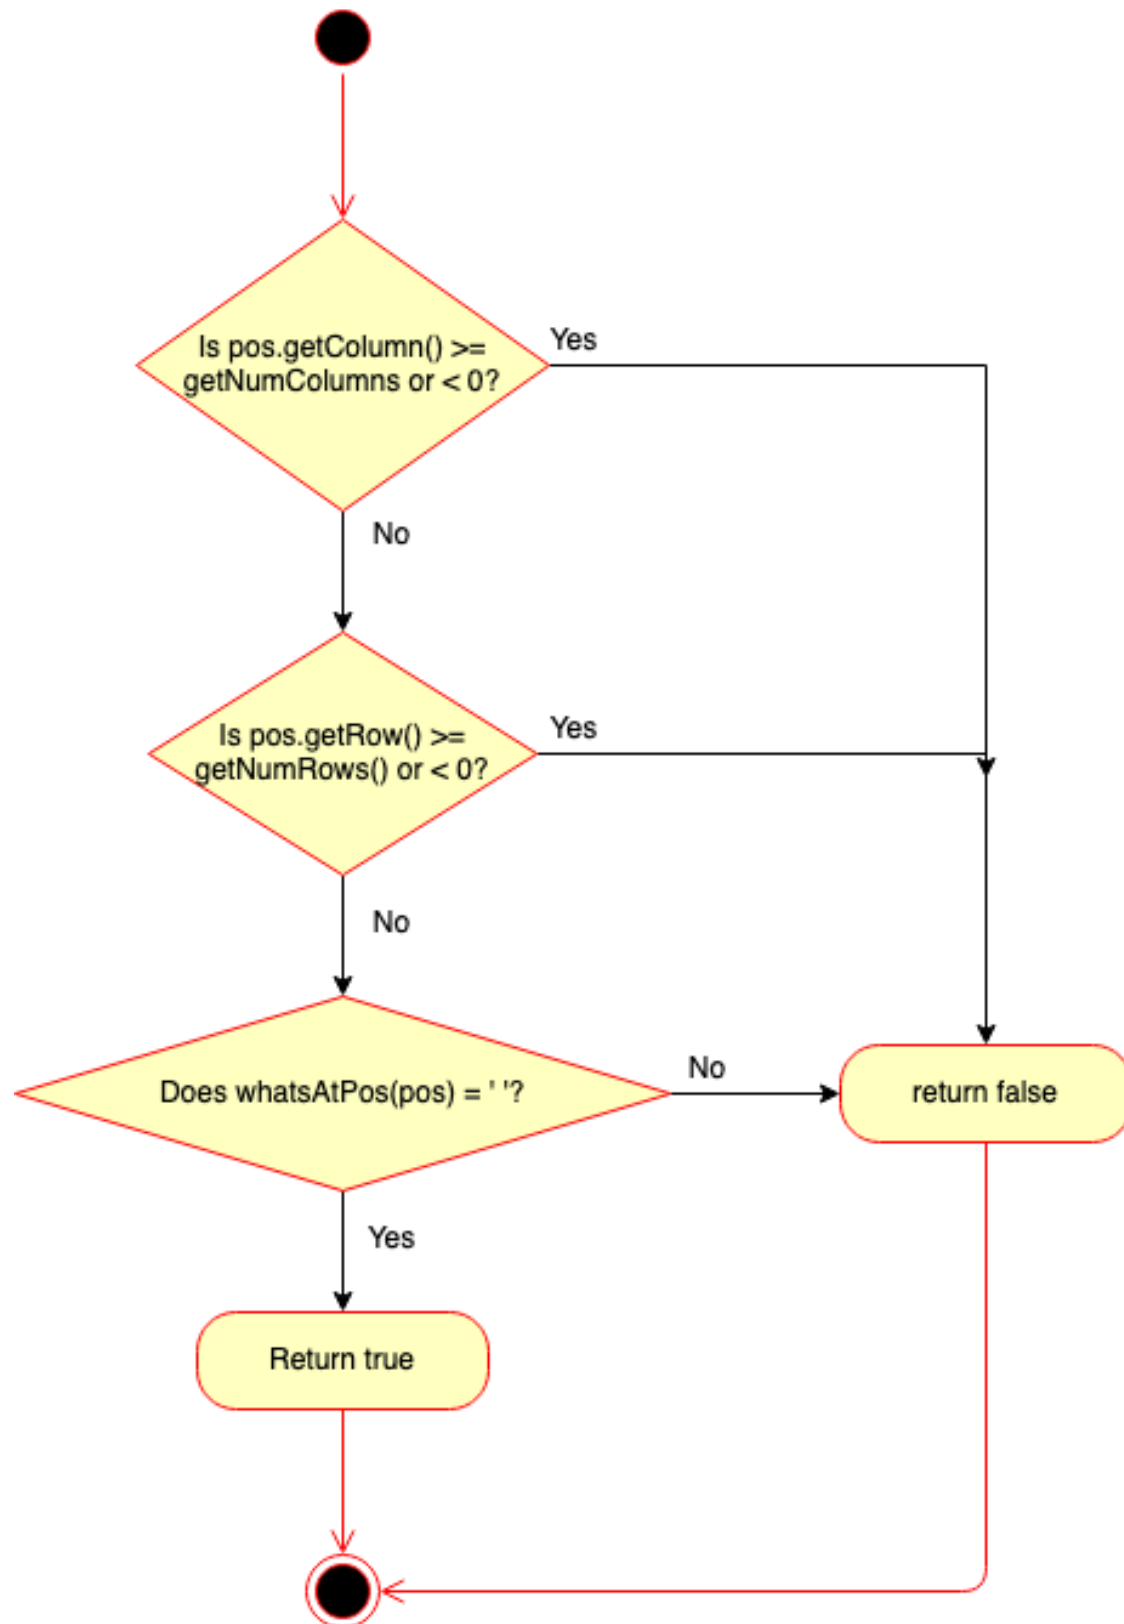 Is pos.getColumn() >=
getNumColumns or < 0?
Yes
No
Is pos.getRow() >=
getNumRows() or < 0?
Yes
No
Does whatsAtPos(pos) = ' '?
No
return false
Yes
Return true